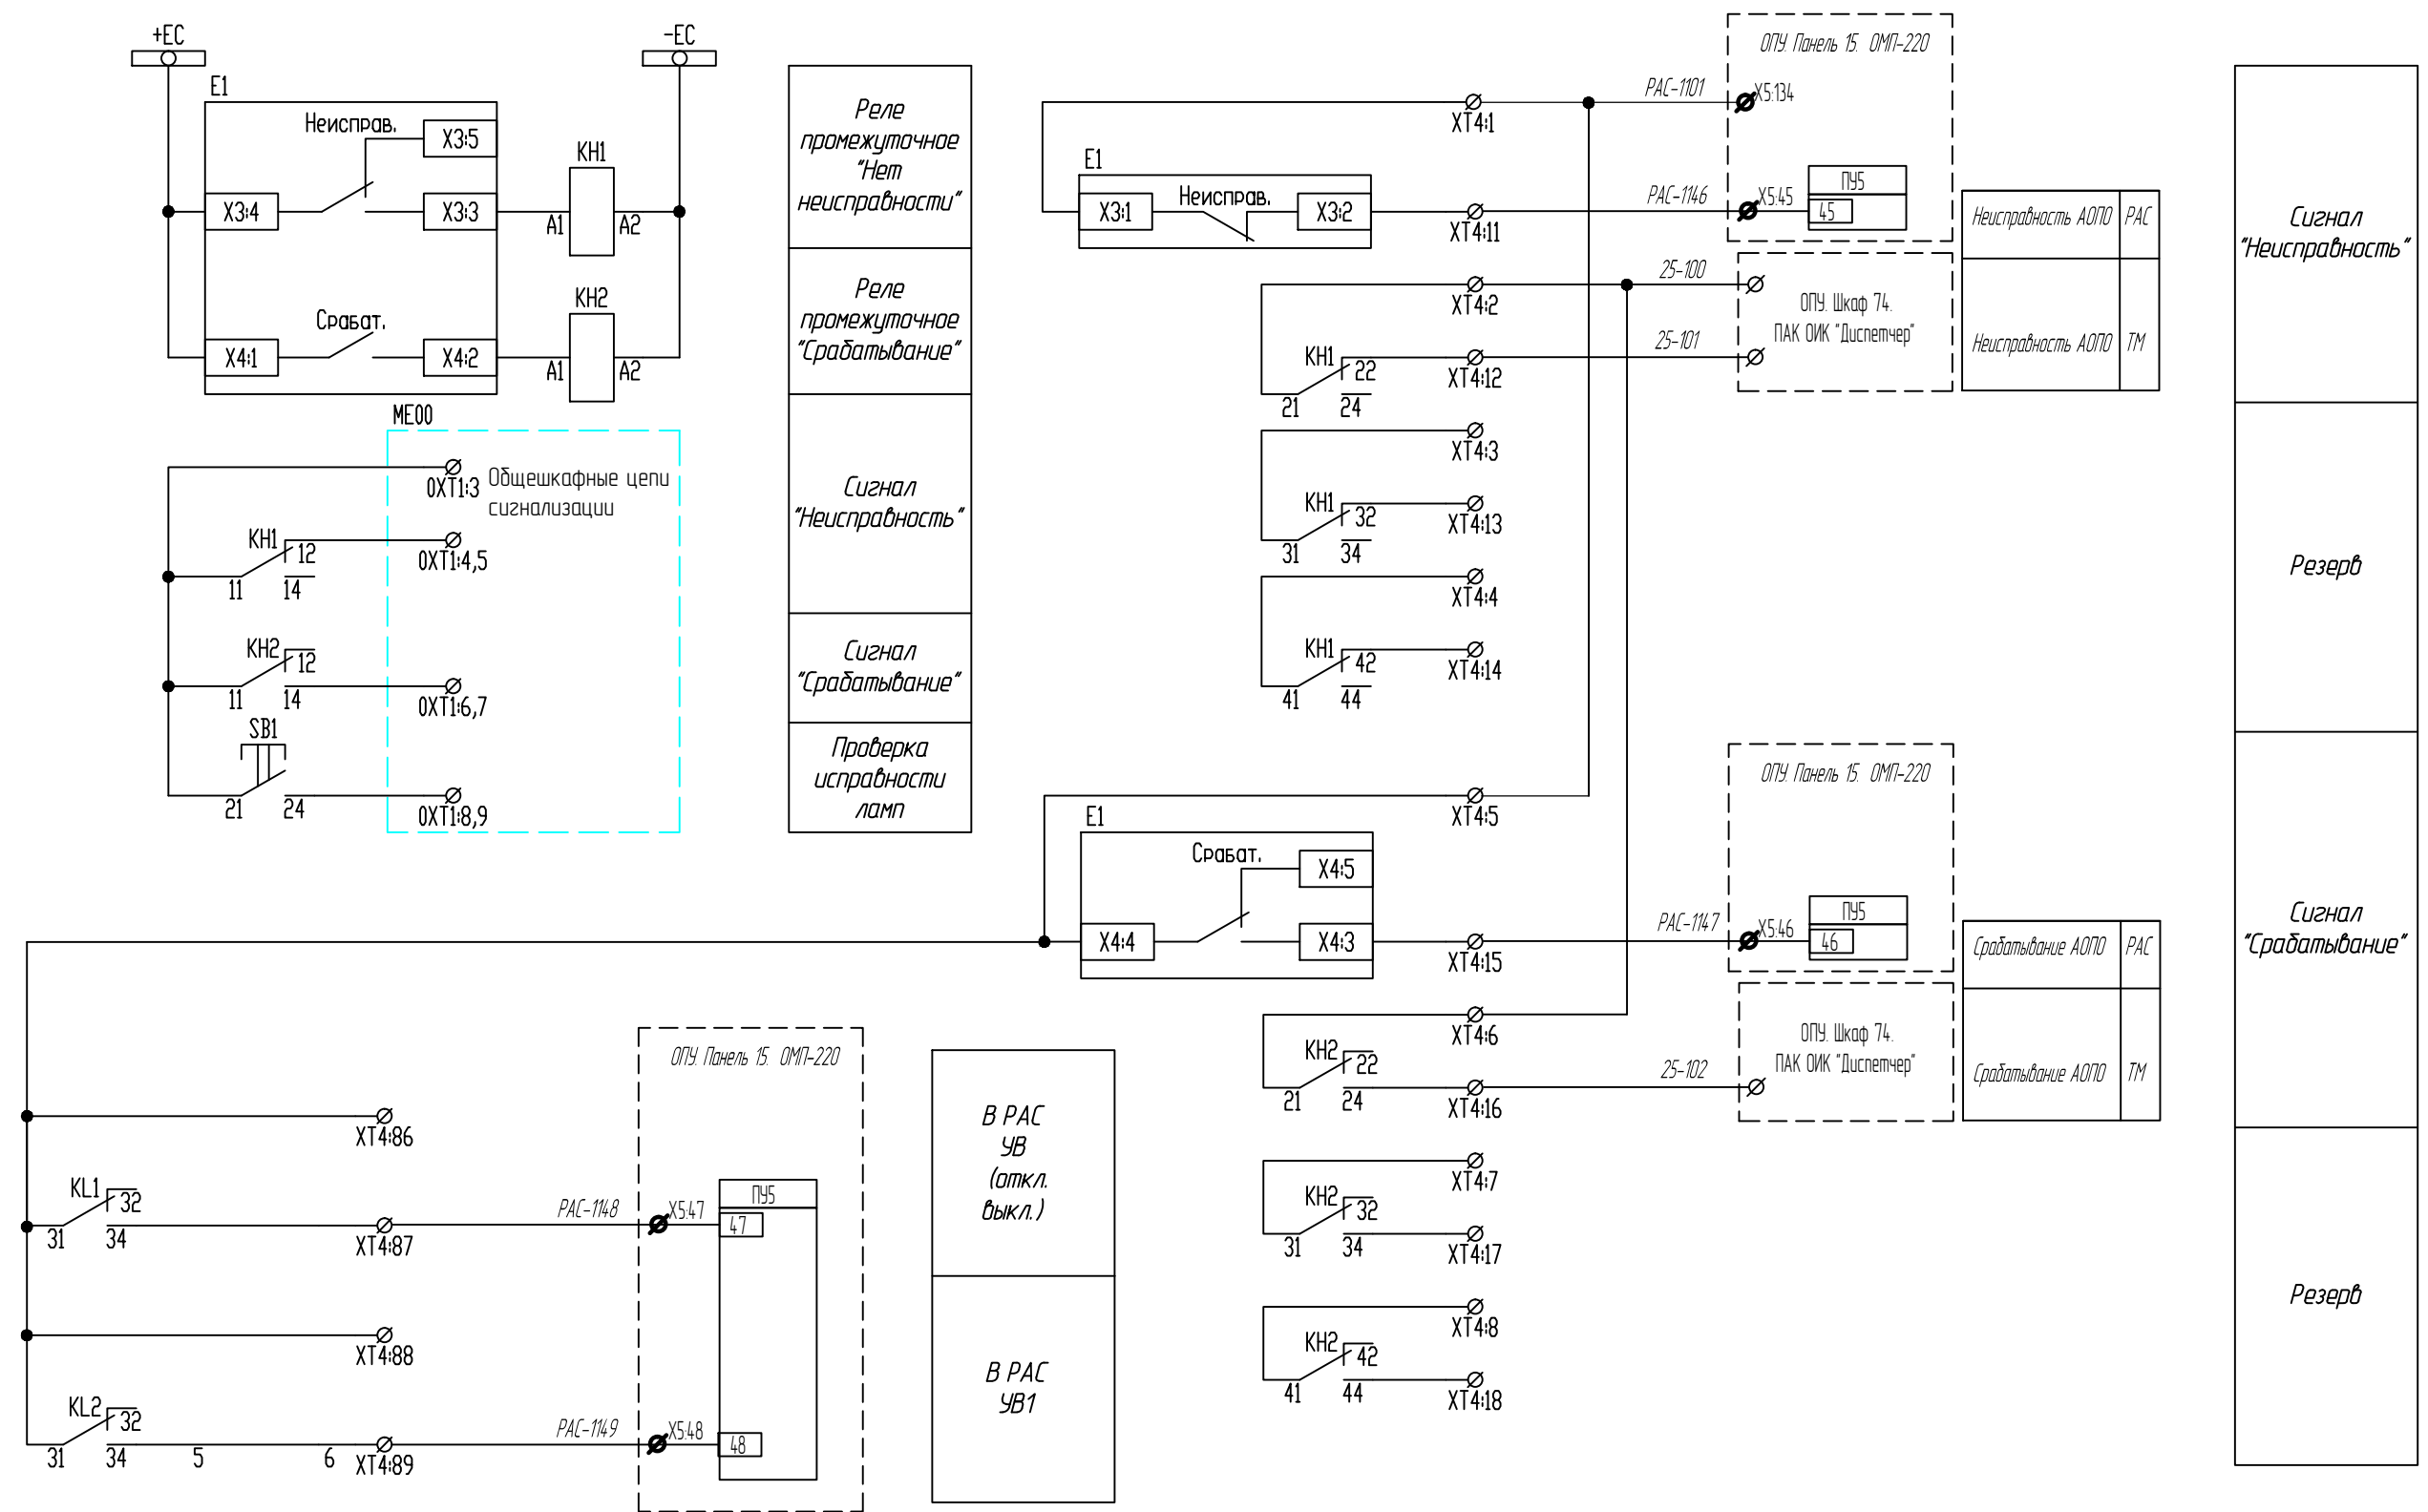 +ЕС
-ЕС
Е1
Неисправ.
Х3:5
Х3:4
Х3:3
КН1
А1
А2
Срабат.
Х4:1
Х4:2
КН2
А1
А2
МЕ00
0ХТ1:3
Общешкафные цепи
сигнализации
КН1
12
11
14
0ХТ1:4,5
КН2
12
11
14
0ХТ1:6,7
SB1
21
24
0ХТ1:8,9
Реле
промежуточное
"Нет
неисправности"
Реле
промежуточное
"Срабатывание"
Сигнал
"Неисправность"
Сигнал
"Срабатывание"
Проверка
исправности
ламп
ХТ4:1
РАС-1101
ОПУ. Панель 15. ОМП-220
Х5:134
Е1
Неисправ.
Х3:1
Х3:2
ХТ4:11
РАС-1146
Х5:45
ПУ5
45
Неисправность АОПО
РАС
ХТ4:2
25-100
ОПУ. Шкаф 74.
ПАК ОИК "Диспетчер"
КН1
22
21
24
ХТ4:12
25-101
Неисправность АОПО
ТМ
ХТ4:3
КН1
32
31
34
ХТ4:13
ХТ4:4
КН1
42
41
44
ХТ4:14
Сигнал
"Неисправность"
Резерв
Сигнал
"Срабатывание"
Резерв
ХТ4:5
Е1
Срабат.
Х4:5
Х4:4
Х4:3
ХТ4:15
РАС-1147
ОПУ. Панель 15. ОМП-220
Х5:46
ПУ5
46
Срабатывание АОПО
РАС
ХТ4:6
КН2
22
21
24
ХТ4:16
25-102
ОПУ. Шкаф 74.
ПАК ОИК "Диспетчер"
Срабатывание АОПО
ТМ
ХТ4:7
КН2
32
31
34
ХТ4:17
ХТ4:8
КН2
42
41
44
ХТ4:18
ХТ4:86
KL1
32
31
34
ХТ4:87
РАС-1148
ОПУ. Панель 15. ОМП-220
Х5:47
ПУ5
47
ХТ4:88
KL2
32
31
34
5
6
ХТ4:89
РАС-1149
Х5:48
48
В РАС
УВ
(откл.
выкл.)
В РАС
УВ1